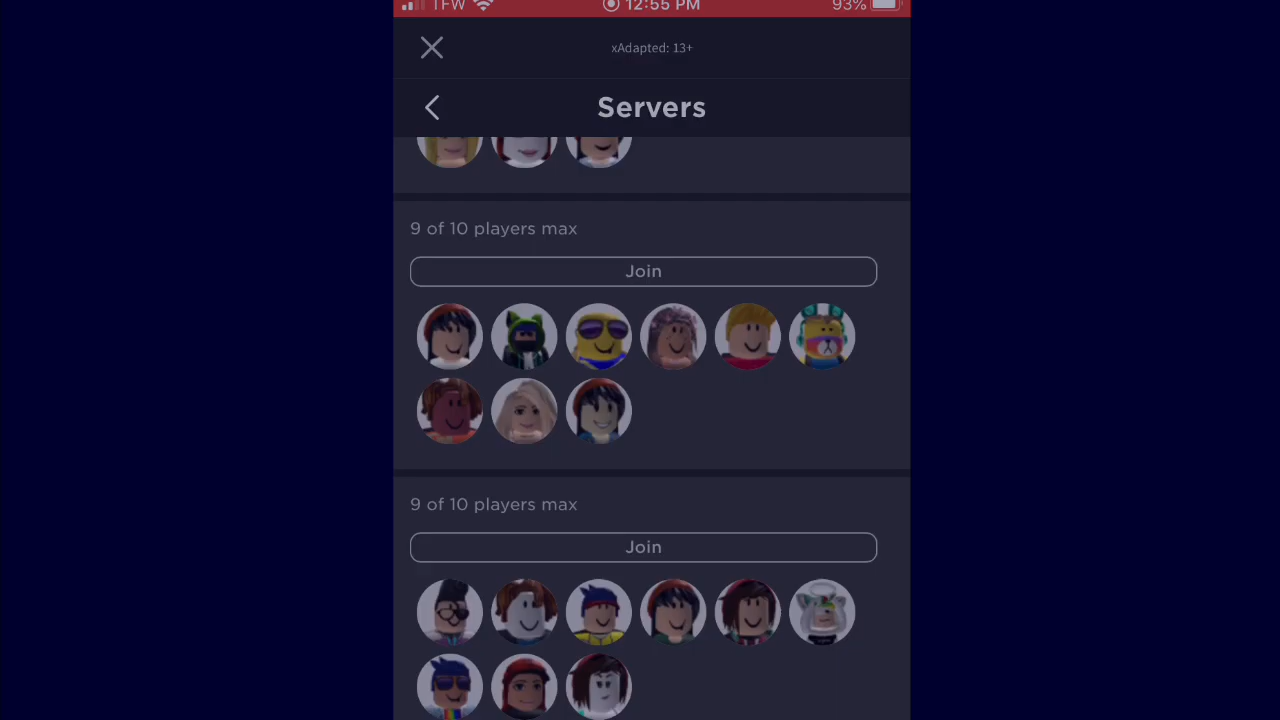 TFW 12:55 PM 93%
xAdapted: 13+
Servers
9 of 10 players max
Join
9 of 10 players max
Join